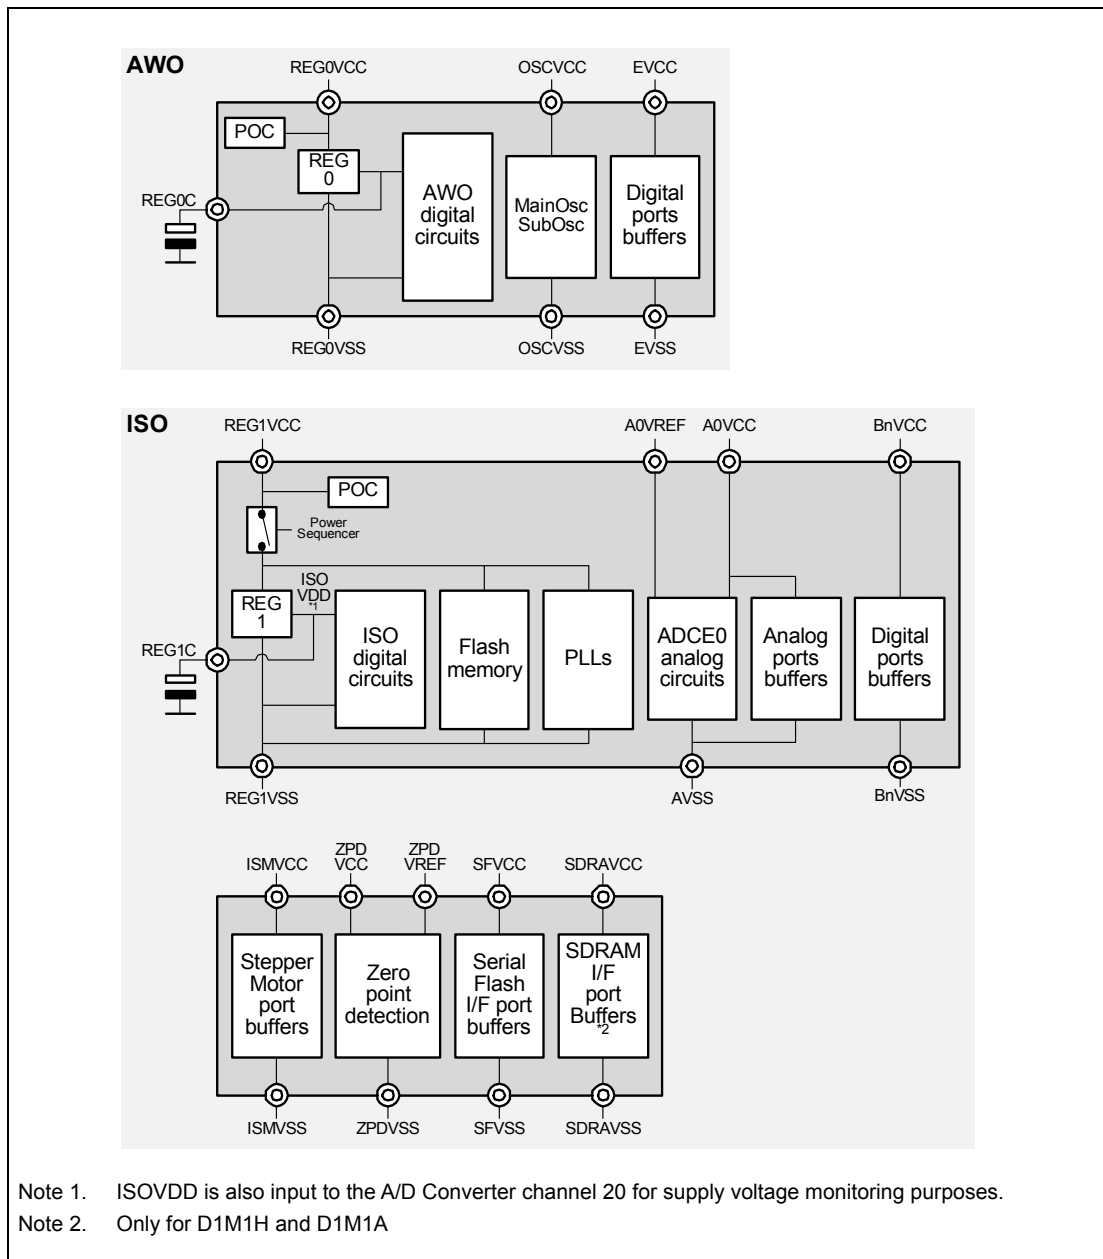 AWO
REG0VCC
OSCVCC
EVCC
POC
REG
0
REG0C
AWO
digital
circuits
MainOsc
SubOsc
Digital
ports
buffers
REG0VSS
OSCVSS
EVSS
ISO
REG1VCC
A0VREF
A0VCC
BnVCC
POC
Power
Sequencer
ISO
VDD
*1
REG
1
REG1C
ISO
digital
circuits
Flash
memory
PLLs
ADCE0
analog
circuits
Analog
ports
buffers
Digital
ports
buffers
REG1VSS
AVSS
BnVSS
ISMVCC
ZPD
VCC
ZPD
VREF
SFVCC
SDRAVCC
Stepper
Motor
port
buffers
Zero
point
detection
Serial
Flash
I/F port
buffers
SDRAM
I/F
port
Buffers
*2
ISMVSS
ZPDVSS
SFVSS
SDRAVSS
Note 1. ISOVDD is also input to the A/D Converter channel 20 for supply voltage monitoring purposes.
Note 2. Only for D1M1H and D1M1A